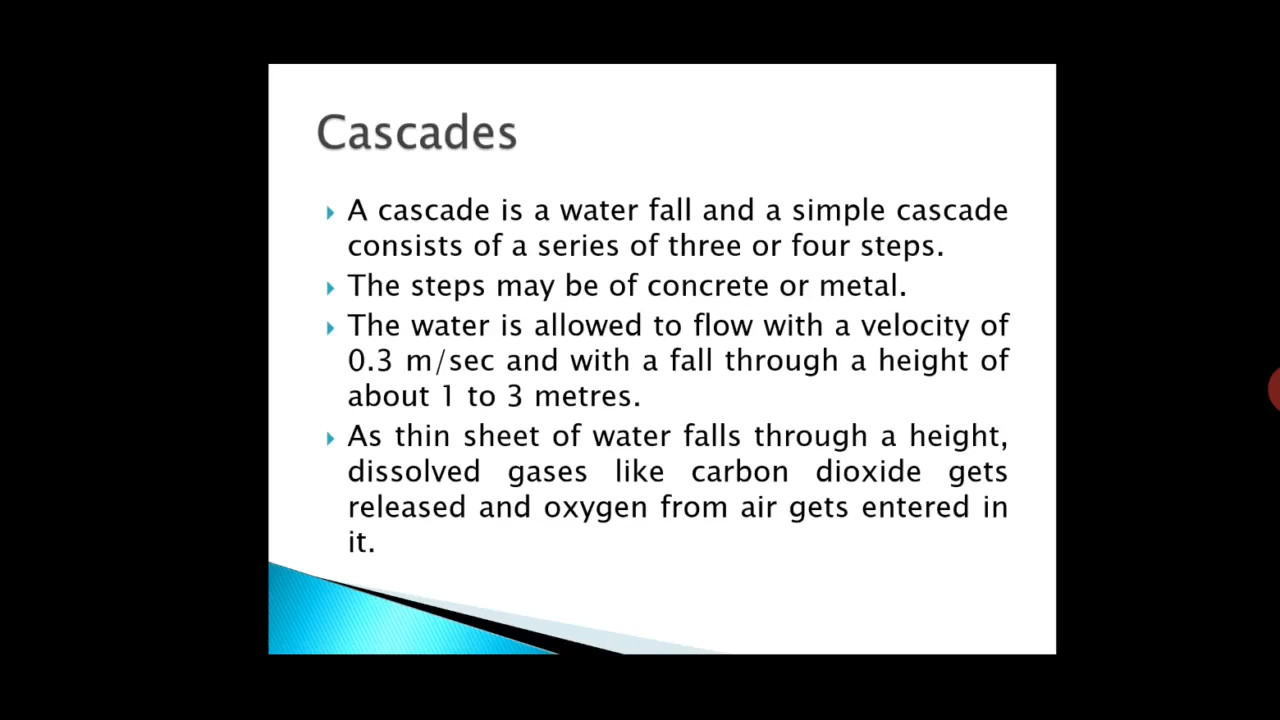 Cascades
A cascade is a water fall and a simple cascade
consists of a series of three or four steps.
The steps may be of concrete or metal.
The water is allowed to flow with a velocity of
0.3 m/sec and with a fall through a height of
about 1 to 3 metres.
As thin sheet of water falls through a height,
dissolved gases like carbon dioxide gets
released and oxygen from air gets entered in
it.